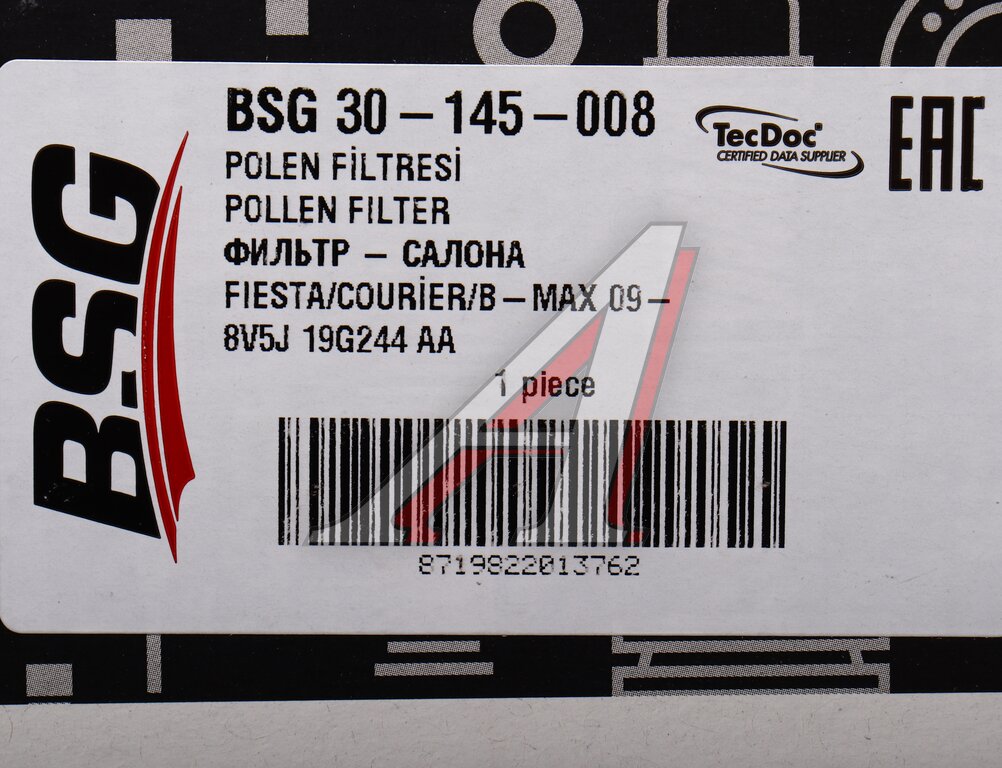 BSG 30-145-008
POLEN FİLTRESİ
POLLEN FILTER
ФИЛЬТР - САЛОНА
FIESTA/COURİER/B-MAX 09-
8V5J 19G244 AA
1 piece
8719822013762
BSG
TecDoc
CERTIFIED DATA SUPPLIER
EAC